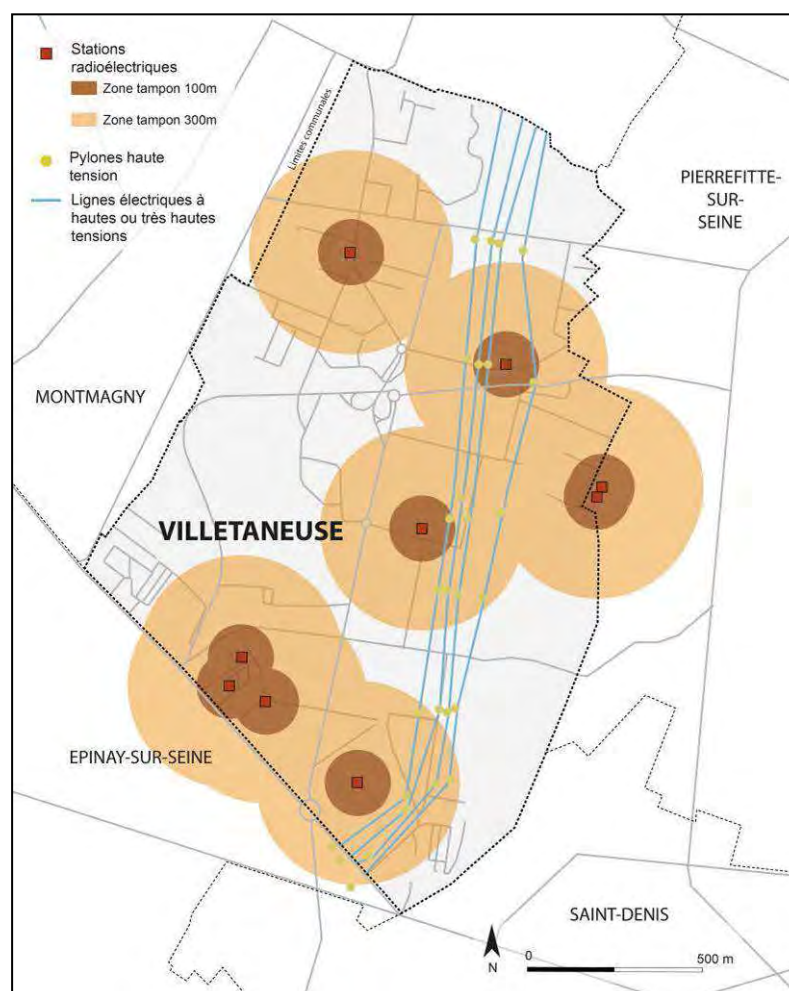 Stations
radioélectriques
Zone tampon 100m
Zone tampon 300m
Pylones haute
tension
Lignes électriques à
hautes ou très hautes
tensions
Limites communales
PIERREFITTE-
SUR-
SEINE
MONTMAGNY
VILLETANEUSE
EPINAY-SUR-SEINE
SAINT-DENIS
N
0
500 m